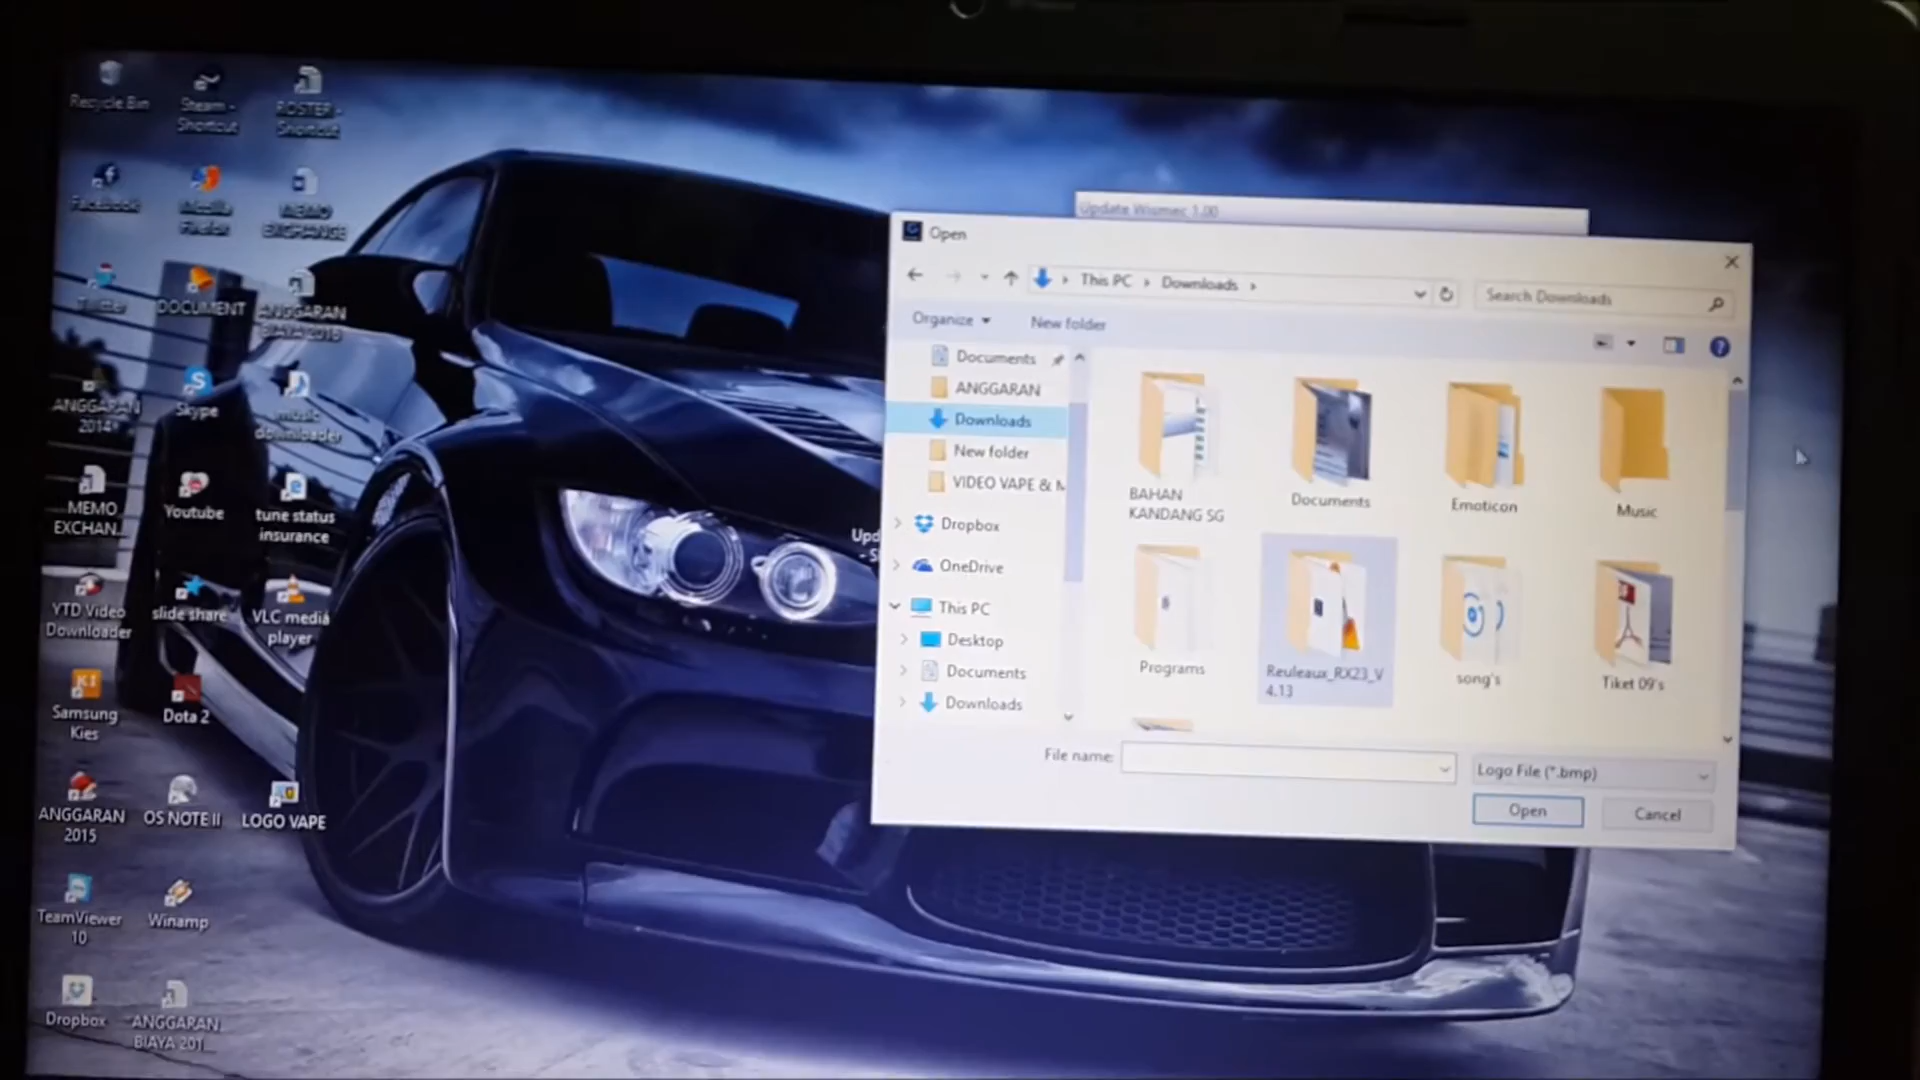 Recycle Bin
Steam -
Shortcut
ROSTER -
Shortcut
Facebook
Mozilla
Firefox
MEMO
EXCHANGE
Twitter
DOCUMENT
ANGGARAN
BIAYA 2015
ANGGARAN
2014
Skype
music
downloader
MEMO
EXCHAN...
Youtube
tune status
insurance
YTD Video
Downloader
slide share
VLC media
player
Samsung
Kies
Dota 2
ANGGARAN
2015
OS NOTE II
LOGO VAPE
TeamViewer
10
Winamp
Dropbox
ANGGARAN
BIAYA 201...
Upd
Update Wismec 1.00
Open
This PC
Downloads
Search Downloads
Organize
New folder
Documents
ANGGARAN
Downloads
New folder
VIDEO VAPE & M
Dropbox
OneDrive
This PC
Desktop
Documents
Downloads
BAHAN
KANDANG SG
Documents
Emoticon
Music
Programs
Reuleaux_RX23_V
4.13
song's
Tiket 09's
File name:
Logo File (*.bmp)
Open
Cancel